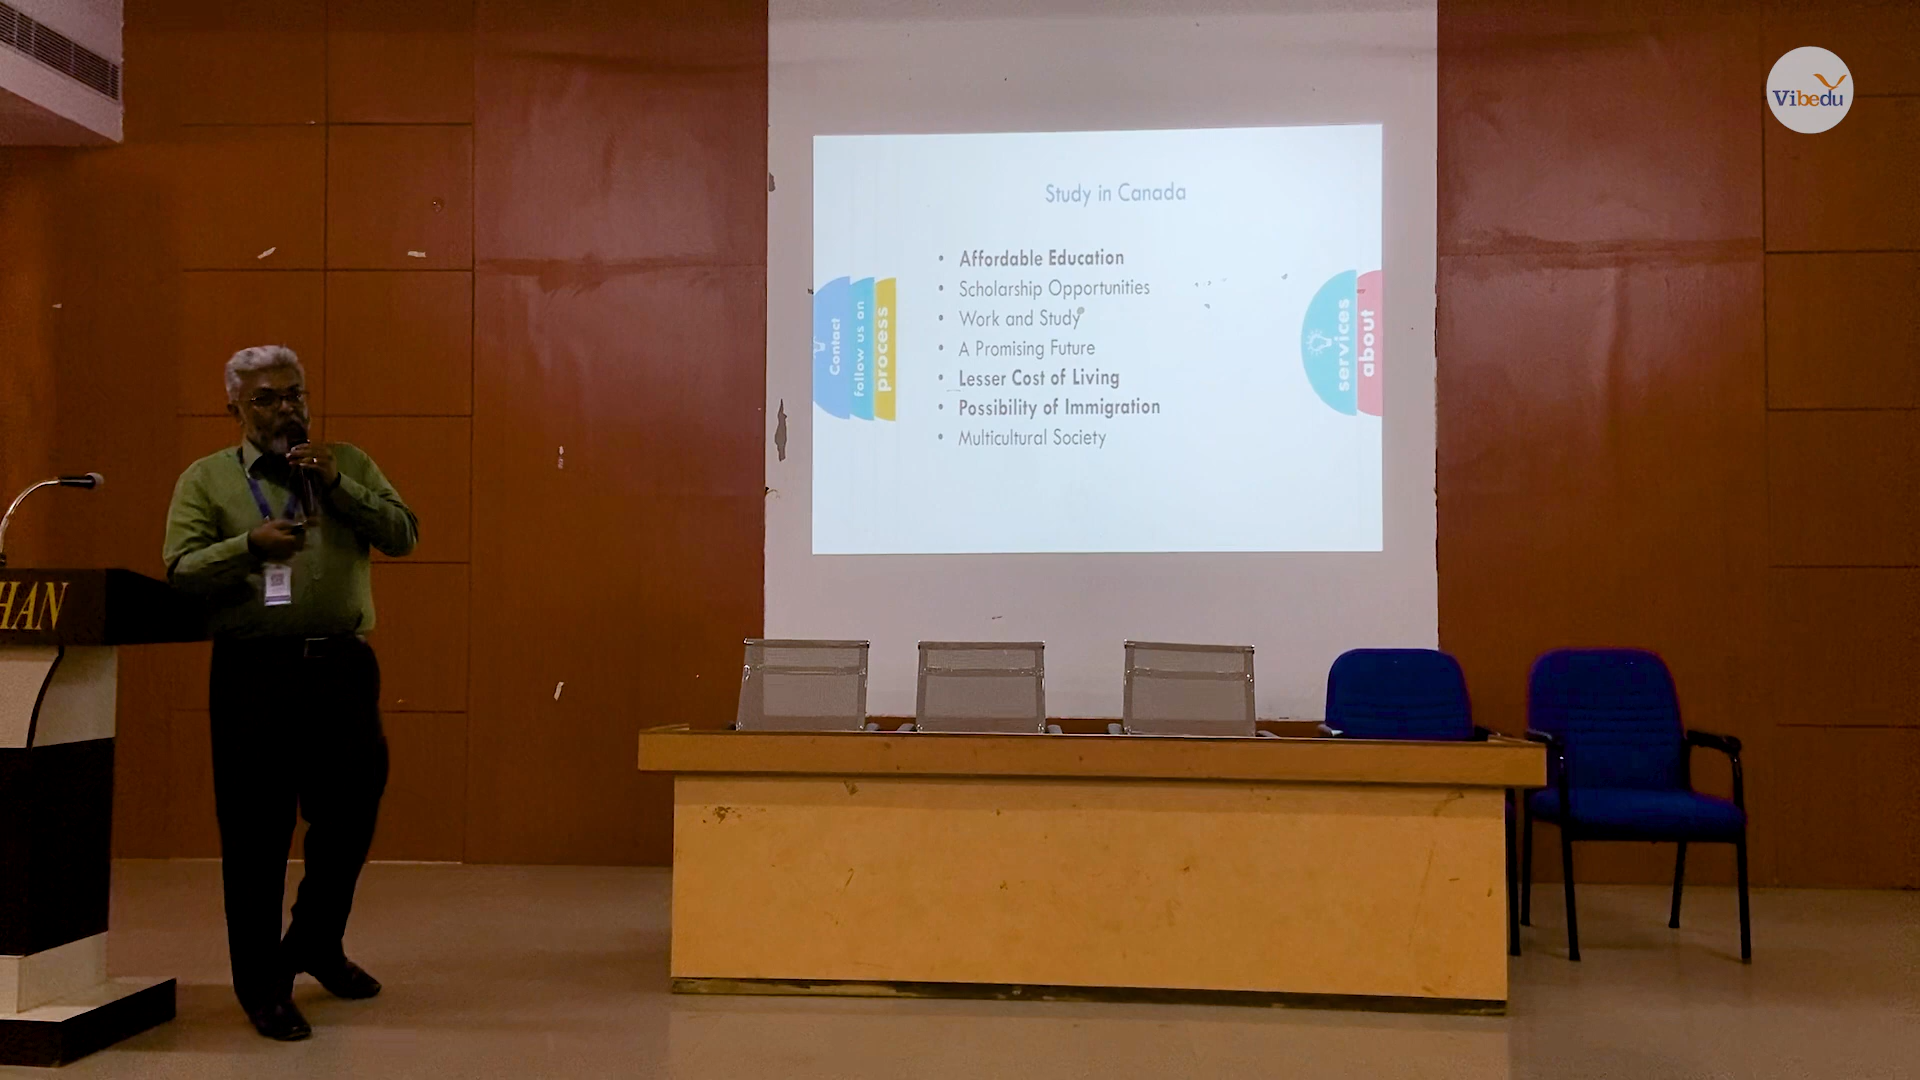 Vibedu
Study in Canada
• Affordable Education
• Scholarship Opportunities
• Work and Study
• A Promising Future
• Lesser Cost of Living
• Possibility of Immigration
• Multicultural Society
Contact
follow us on
process
services
about
HAN